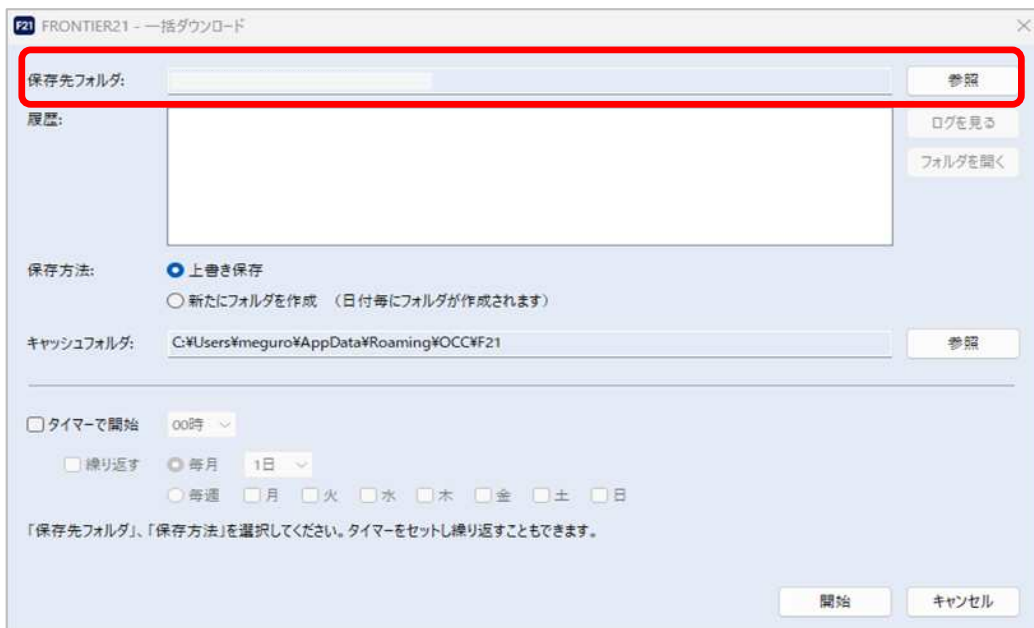 F21 FRONTIER21 - 一括ダウンロード
保存先フォルダ: 参照
履歴: ログを見る
フォルダを開く
保存方法: 上書き保存
新たにフォルダを作成 （日付毎にフォルダが作成されます）
キャッシュフォルダ: C:¥Users¥meguro¥AppData¥Roaming¥OCC¥F21 参照
タイマーで開始 00時
繰り返す 毎月 1日
毎週 月 火 水 木 金 土 日
「保存先フォルダ」、「保存方法」を選択してください。タイマーをセットし繰り返すこともできます。
開始 キャンセル